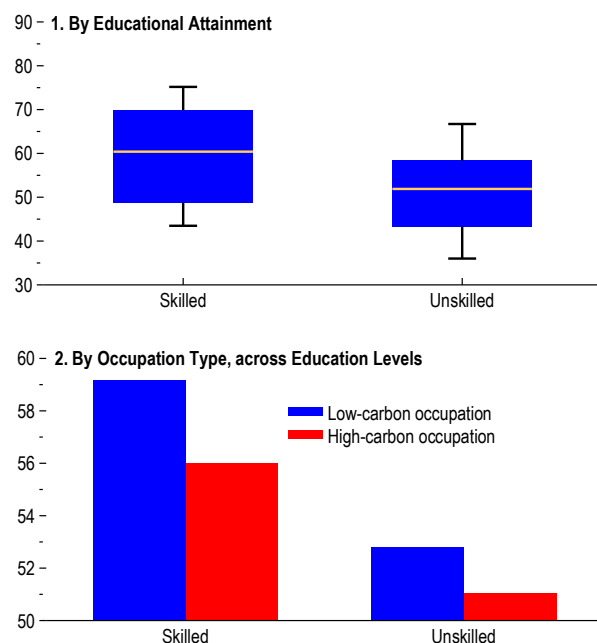 1. By Educational Attainment
90
80
70
60
50
40
30
Skilled Unskilled
2. By Occupation Type, across Education Levels
60
58
56
54
52
50
Low-carbon occupation
High-carbon occupation
Skilled Unskilled